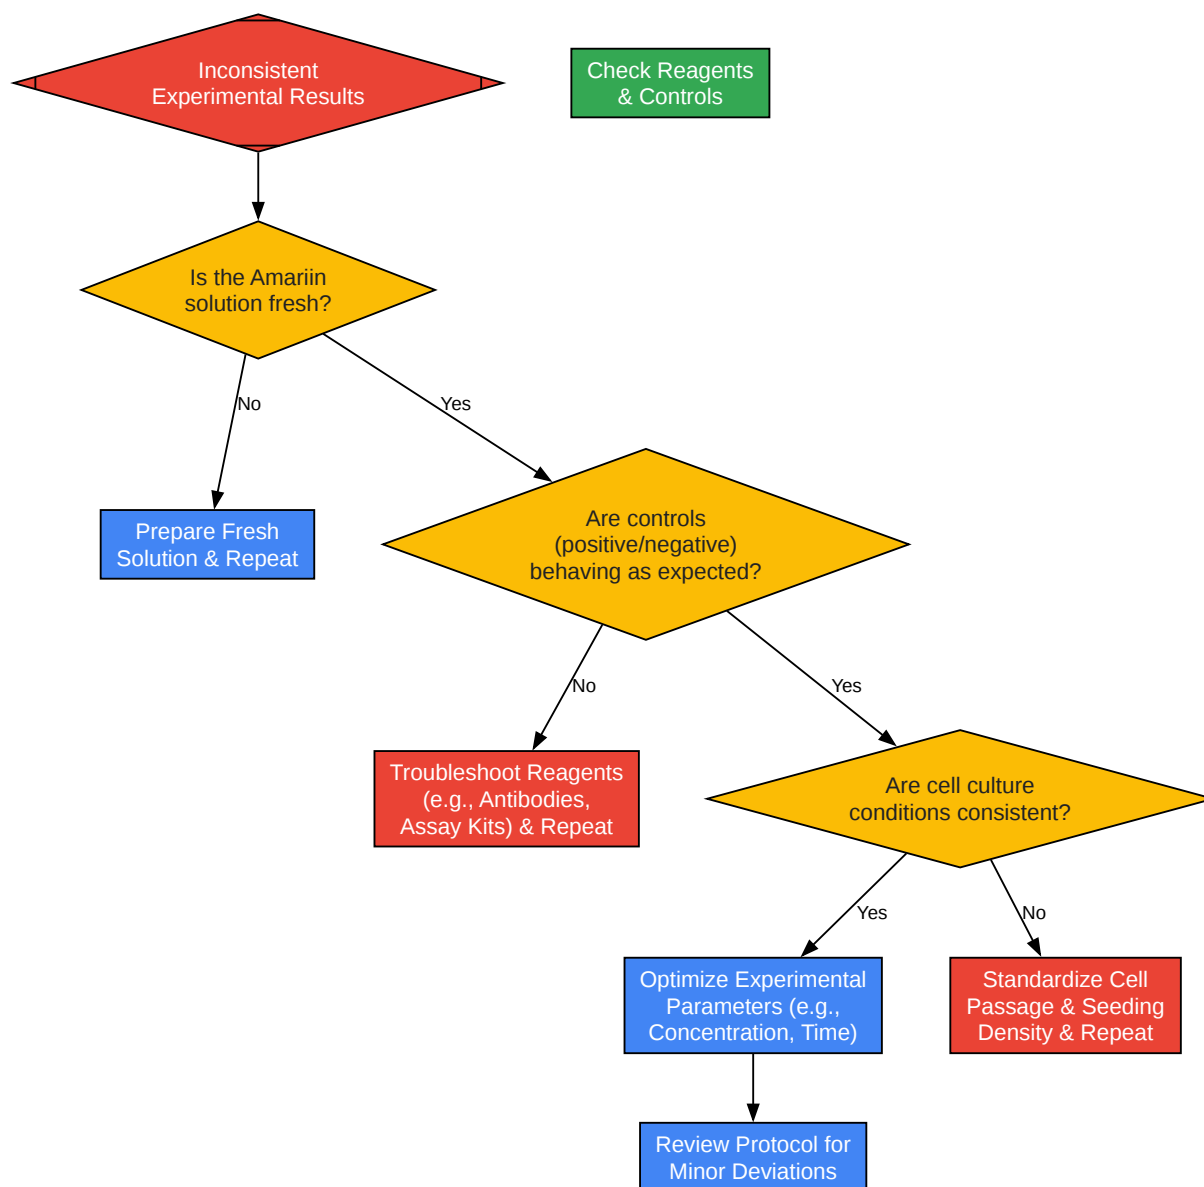 Inconsistent
Experimental Results
Check Reagents
& Controls
Is the Amariin
solution fresh?
No
Yes
Prepare Fresh
Solution & Repeat
Are controls
(positive/negative)
behaving as expected?
No
Yes
Troubleshoot Reagents
(e.g., Antibodies,
Assay Kits) & Repeat
Are cell culture
conditions consistent?
Yes
No
Optimize Experimental
Parameters (e.g.,
Concentration, Time)
Standardize Cell
Passage & Seeding
Density & Repeat
Review Protocol for
Minor Deviations